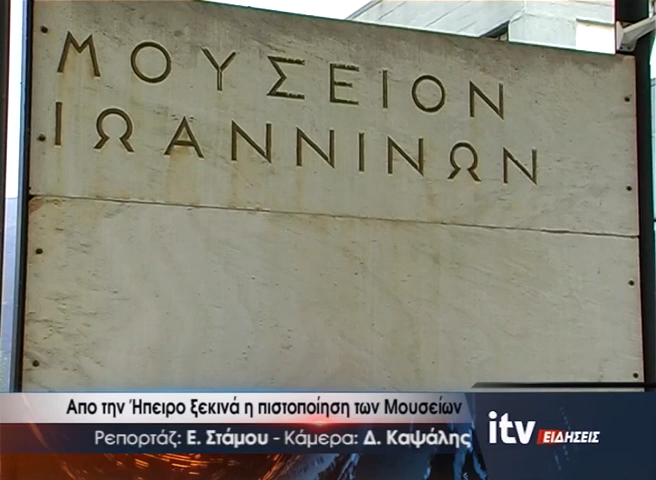 ΜΟΥΣΕΙΟΝ
ΙΩΑΝΝΙΝΩΝ
Απο την Ήπειρο ξεκινά η πιστοποίηση των Μουσείων
Ρεπορτάζ: Ε. Στάμου - Κάμερα: Δ. Καψάλης
itv ΕΙΔΗΣΕΙΣ